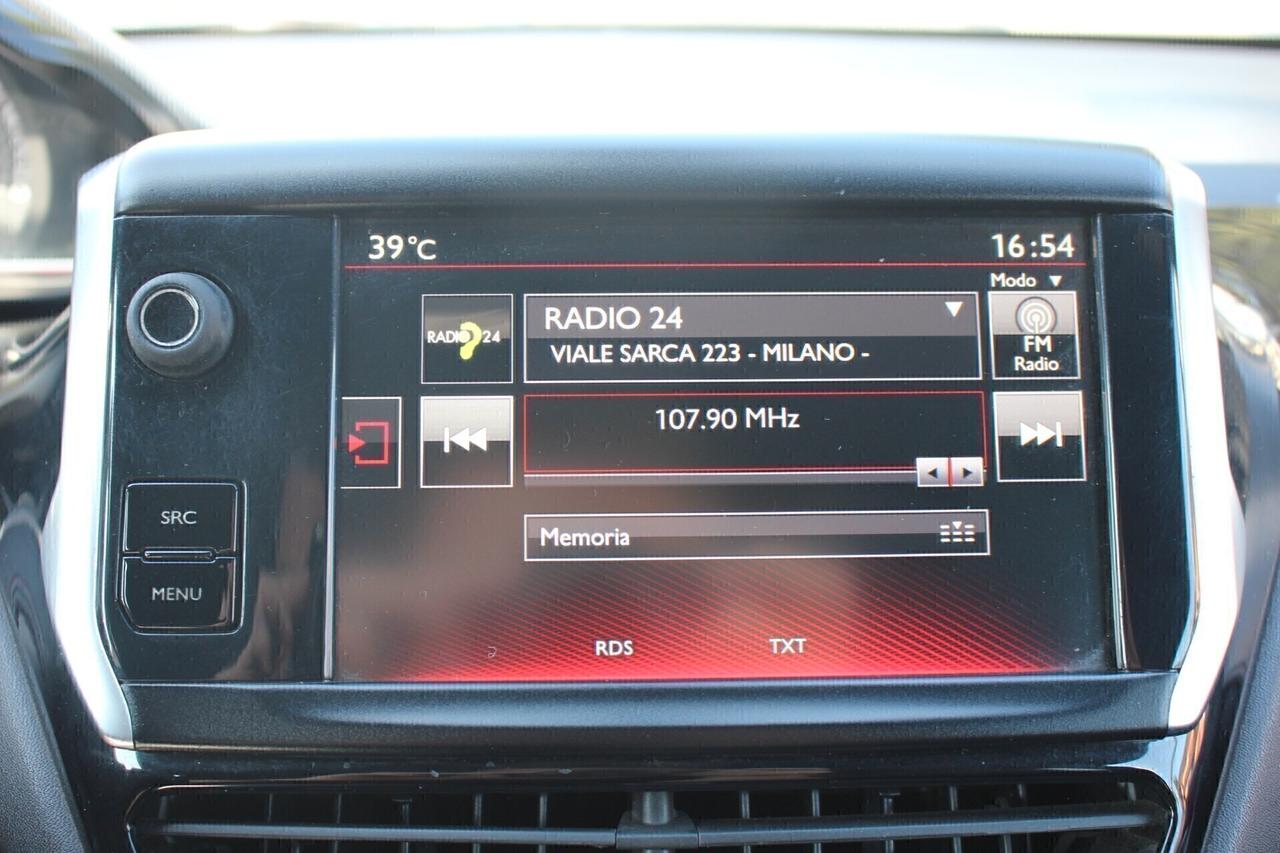 39°C
16:54
Modo
RADIO 24
RADIO 24
VIALE SARCA 223 - MILANO -
FM
Radio
107.90 MHz
SRC
Memoria
MENU
RDS
TXT